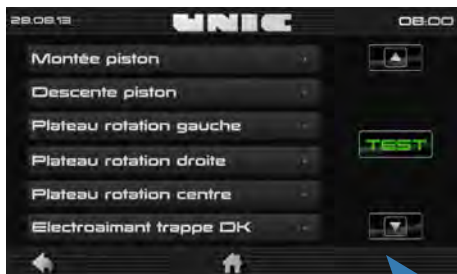 28.08.13 UNIC 08:00
Montée piston
Descente piston
Plateau rotation gauche
Plateau rotation droite
TEST
Plateau rotation centre
Electroaimant trappe DK